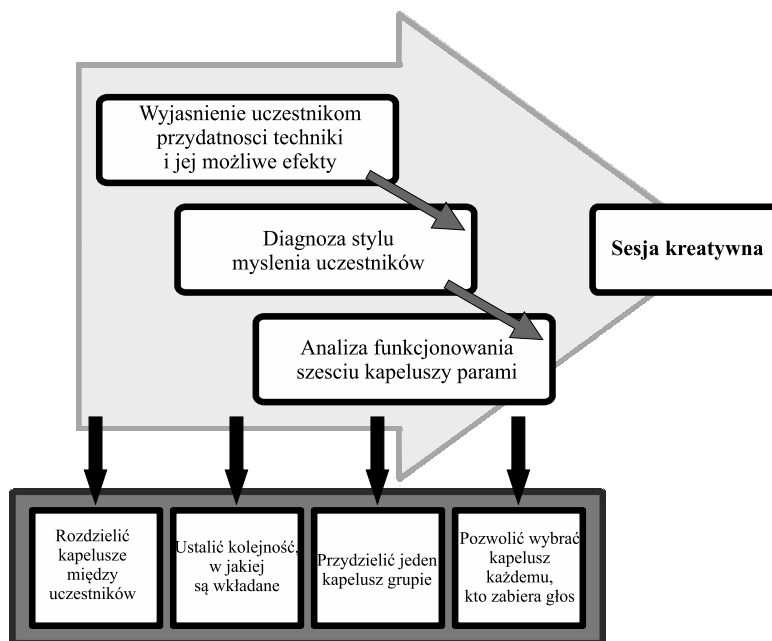 Wyjasnienie uczestnikom
przydatnosci techniki
i jej możliwe efekty
Diagnoza stylu
myslenia uczestników
Sesja kreatywna
Analiza funkcjonowania
szesciu kapeluszy parami
Rozdzielić
kapelusze
między
uczestników
Ustalić kolejność,
w jakiej
są wkładane
Przydzielić jeden
kapelusz grupie
Pozwolić wybrać
kapelusz
każdemu,
kto zabiera głos